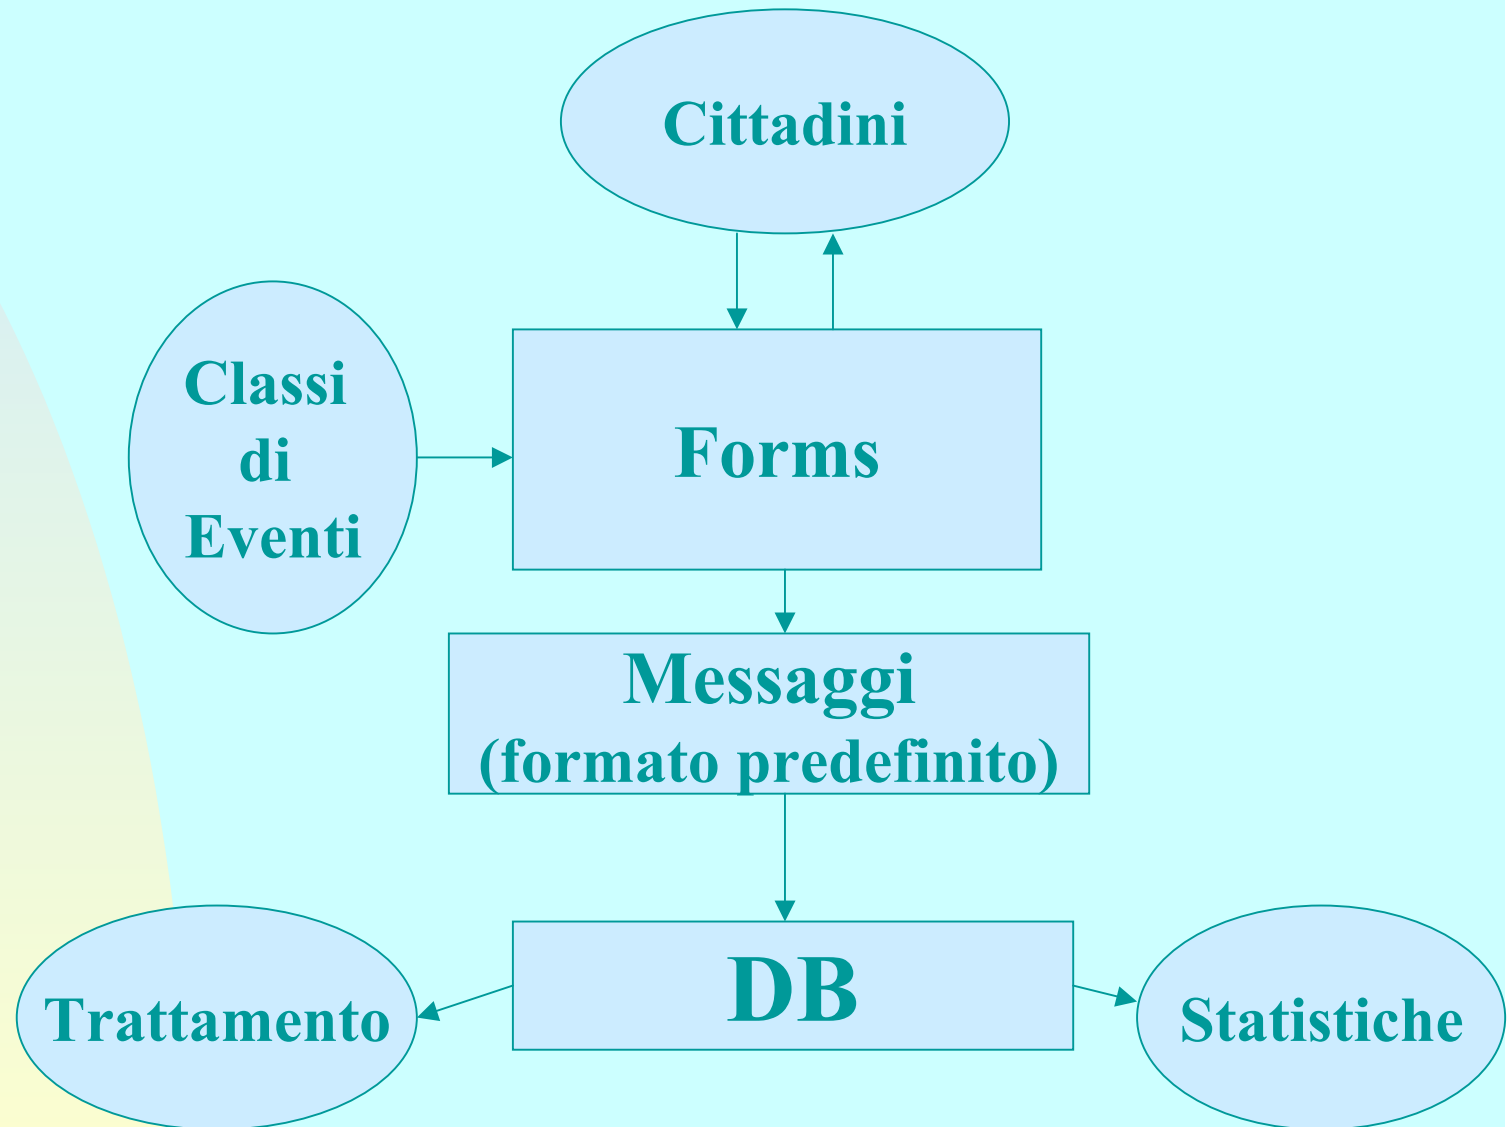 Cittadini
Classi
di
Eventi
Forms
Messaggi
(formato predefinito)
DB
Trattamento
Statistiche